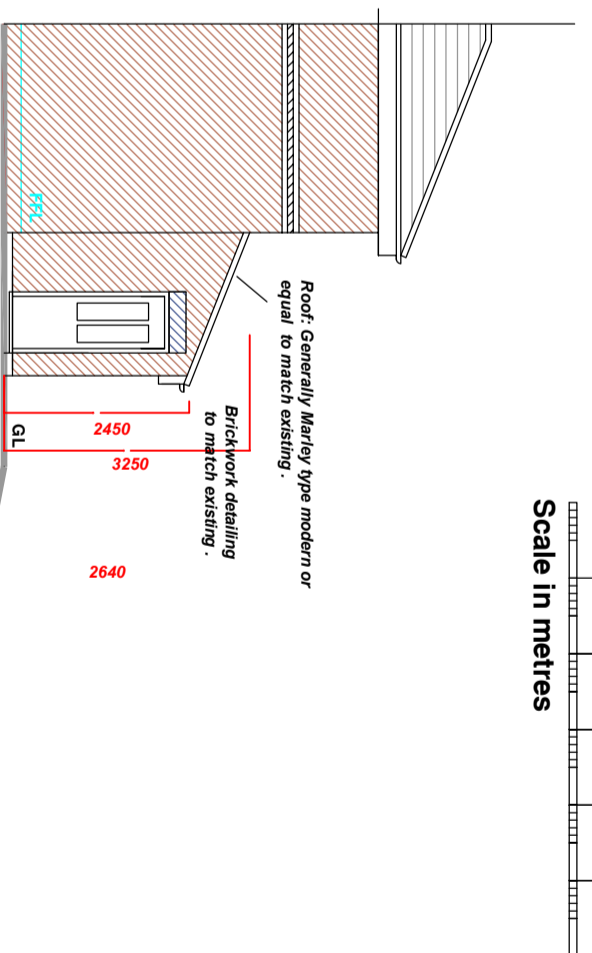 Scale in metres
Roof: Generally Marley type modern or
equal to match existing .
Brickwork detailing
to match existing .
FFL
GL
2450
3250
2640